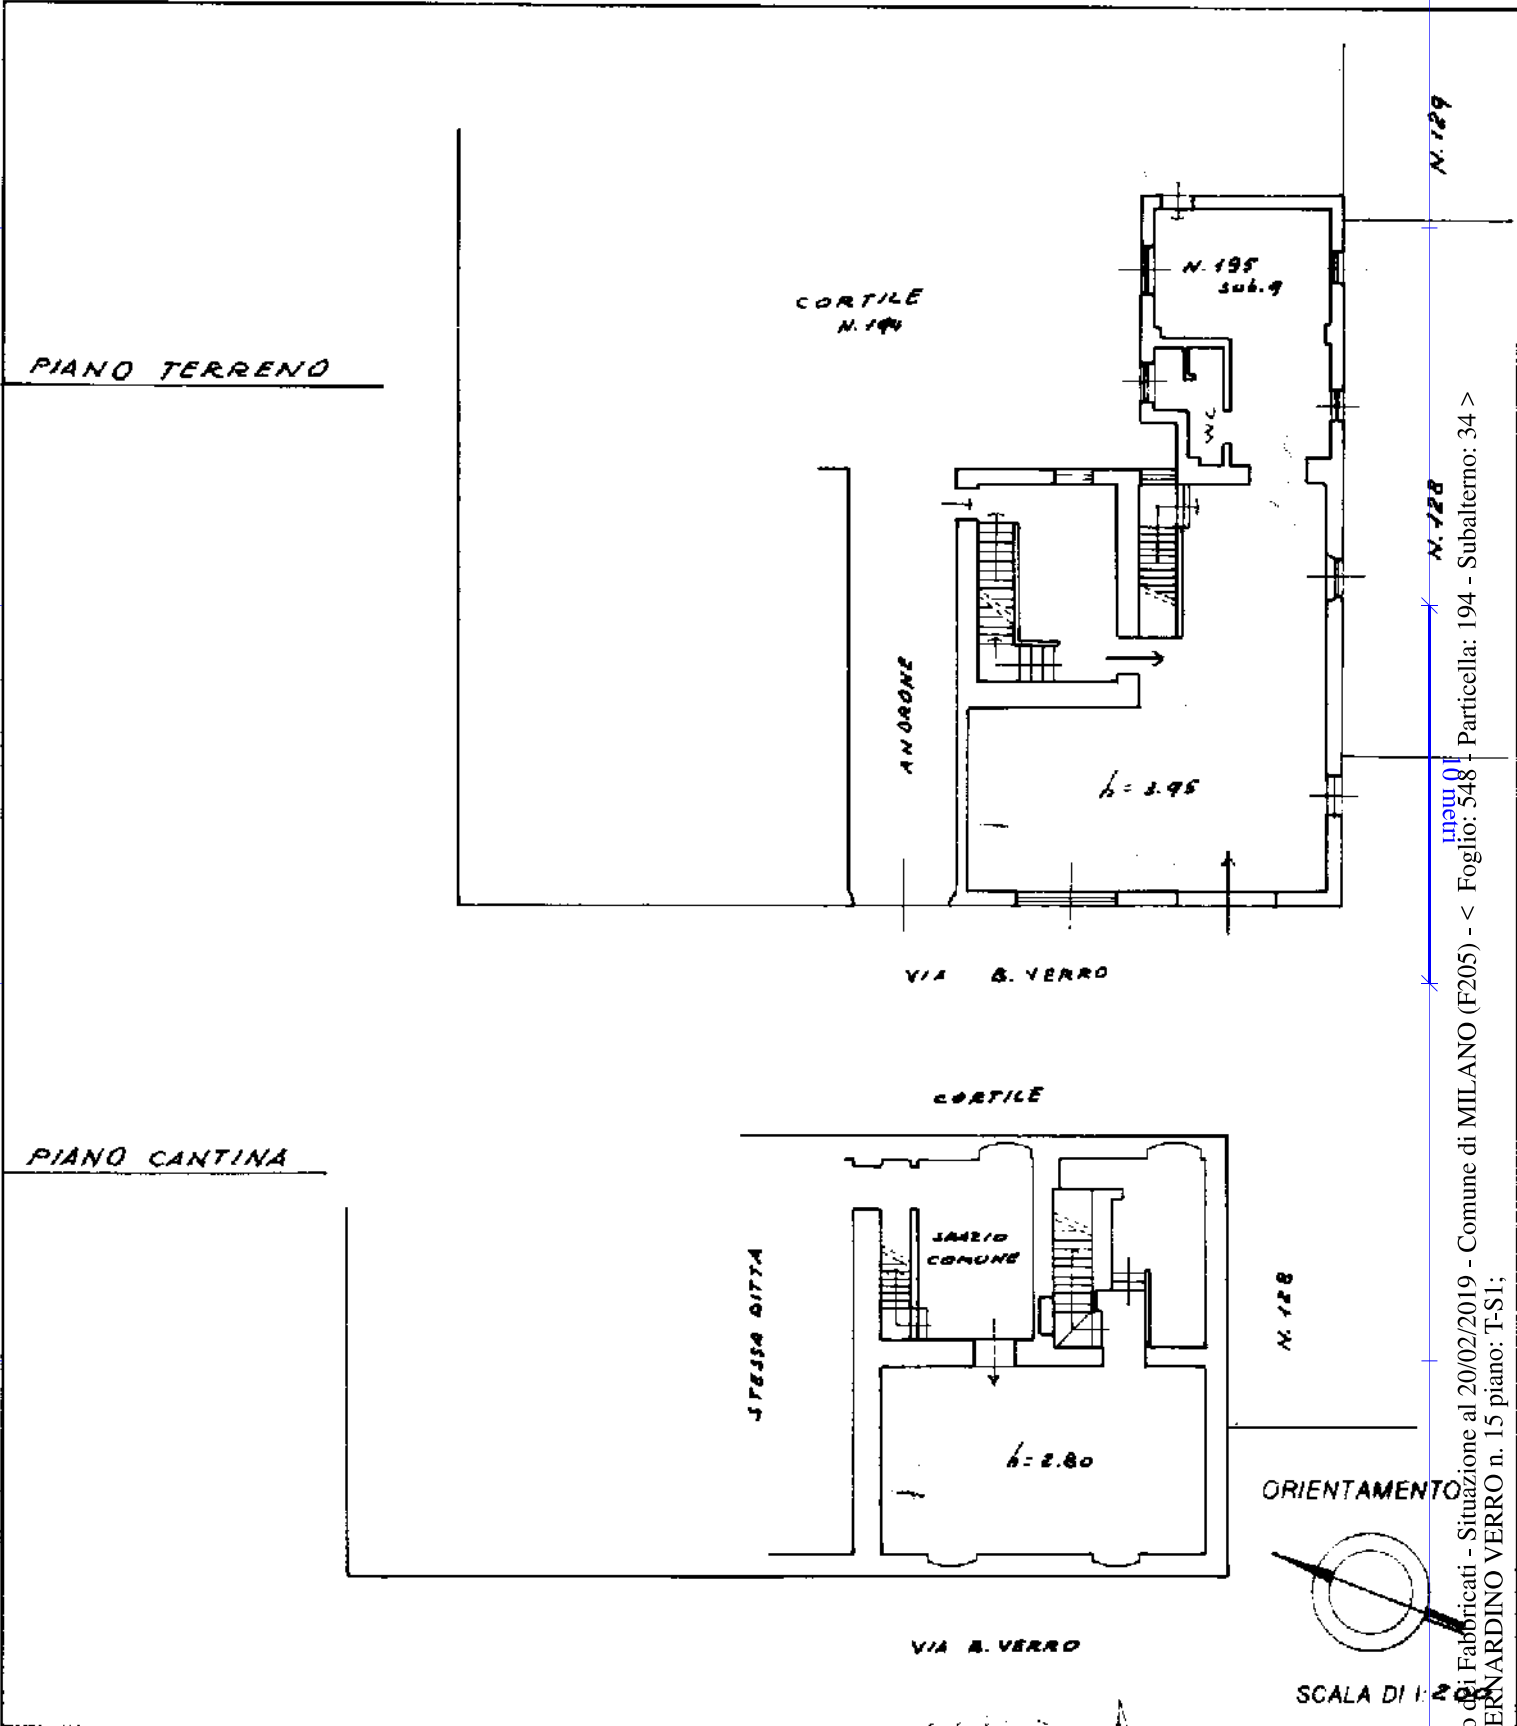 N. 129
N. 195
sub. 9
CORTILE
N. 194
PIANO TERRENO
WC
N. 128
ANDRONE
h = 3.95
10 metri
VIA B. VERRO
CORTILE
PIANO CANTINA
SPAZIO
COMUNE
STESSA DITTA
N. 128
h = 2.80
ORIENTAMENTO
VIA B. VERRO
SCALA DI 1: 200
dei Fabbricati - Situazione al 20/02/2019 - Comune di MILANO (F205) - < Foglio: 548 - Particella: 194 - Subalterno: 34 >
ERNARDINO VERRO n. 15 piano: T-S1;